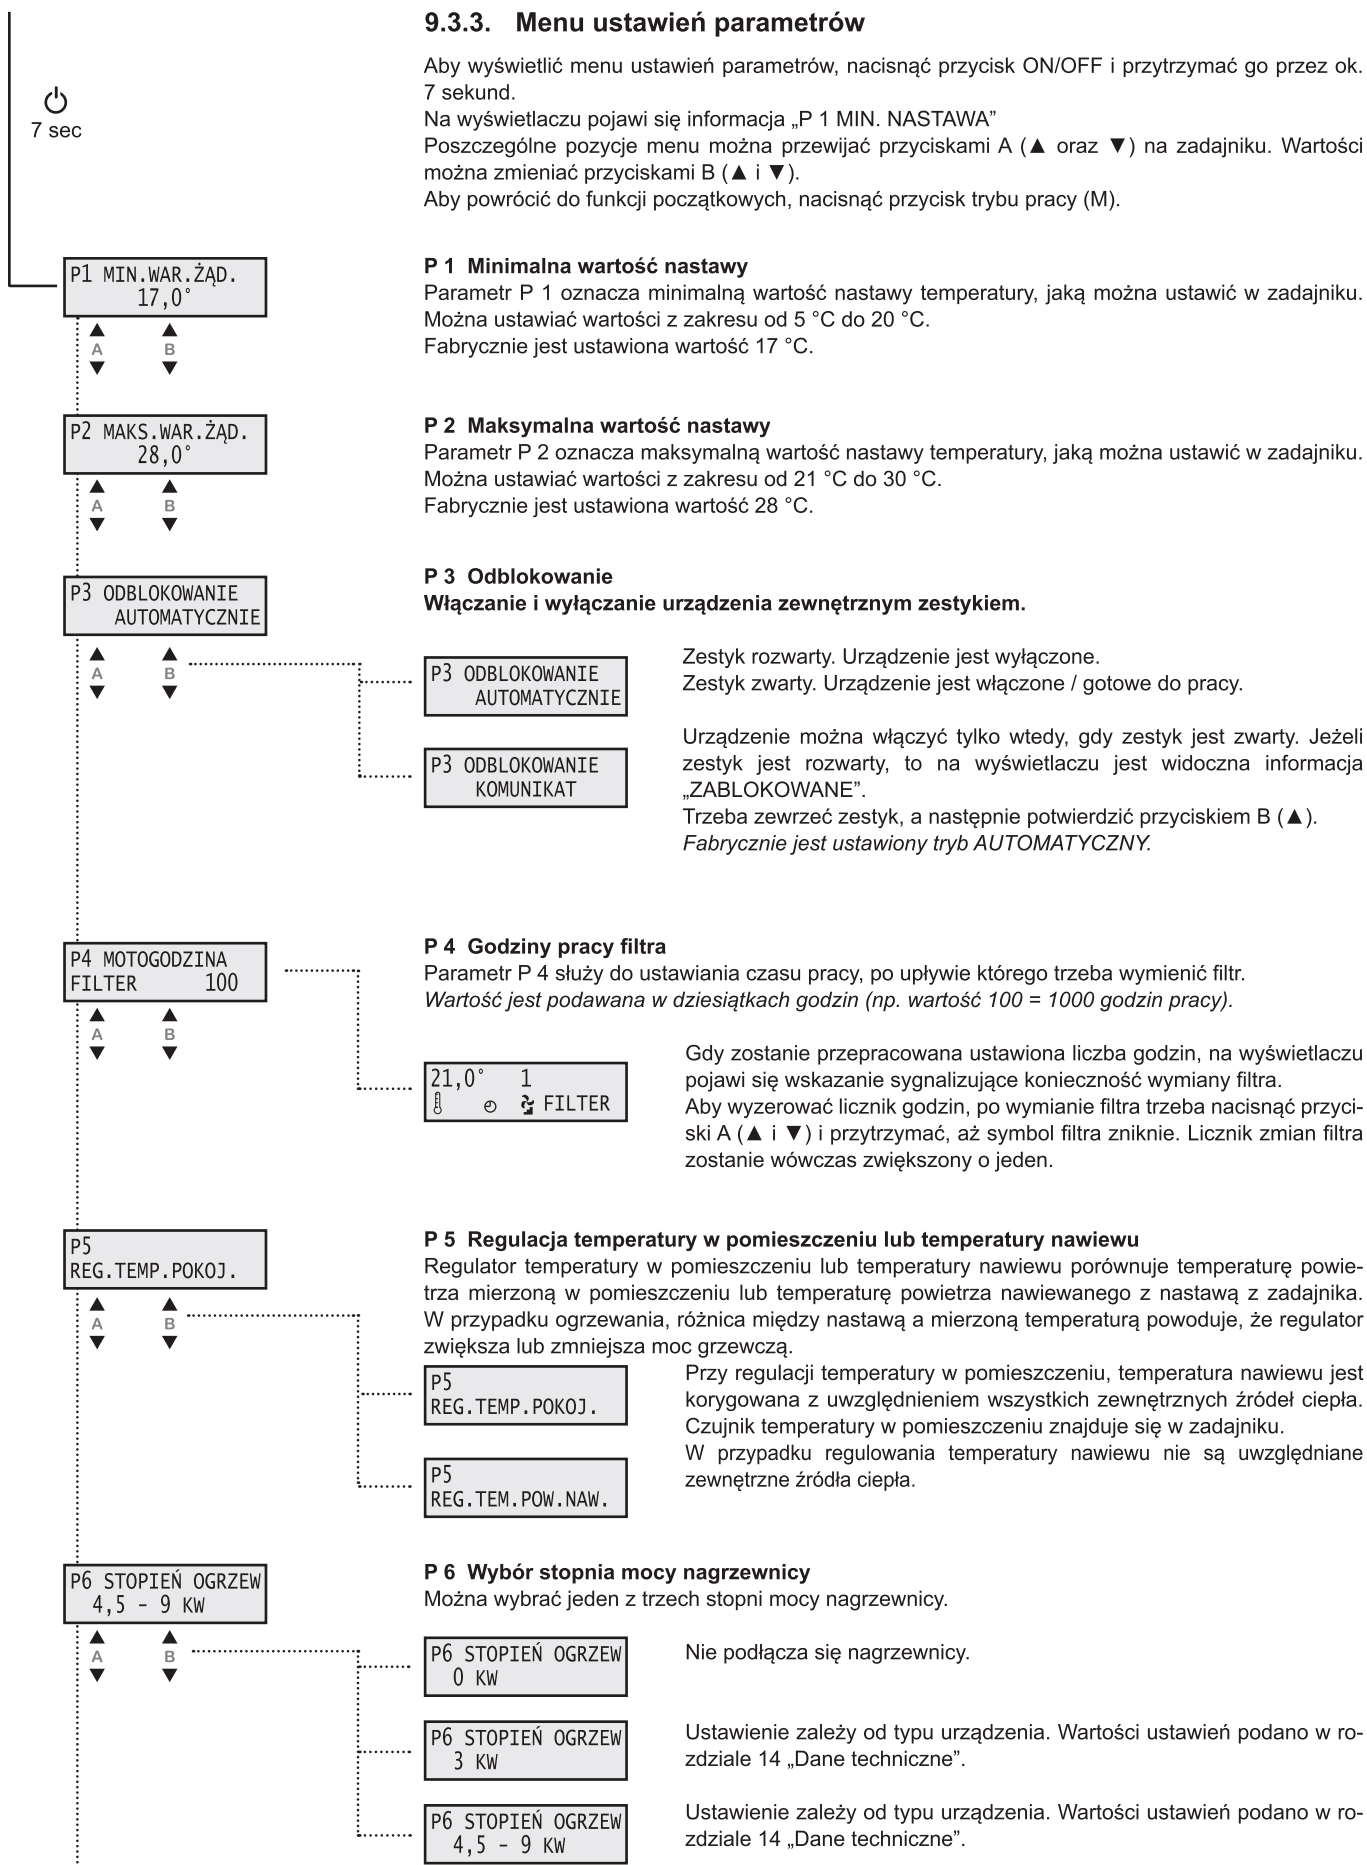 9.3.3. Menu ustawień parametrów
Aby wyświetlić menu ustawień parametrów, nacisnąć przycisk ON/OFF i przytrzymać go przez ok.
7 sekund.
Na wyświetlaczu pojawi się informacja „P 1 MIN. NASTAWA”
Poszczególne pozycje menu można przewijać przyciskami A (▲ oraz ▼) na zadajniku. Wartości
można zmieniać przyciskami B (▲ i ▼).
Aby powrócić do funkcji początkowych, nacisnąć przycisk trybu pracy (M).
7 sec
P1 MIN.WAR.ŻĄD.
17,0°
▲ ▲
A B
▼ ▼
P 1 Minimalna wartość nastawy
Parametr P 1 oznacza minimalną wartość nastawy temperatury, jaką można ustawić w zadajniku.
Można ustawiać wartości z zakresu od 5 °C do 20 °C.
Fabrycznie jest ustawiona wartość 17 °C.
P2 MAKS.WAR.ŻĄD.
28,0°
▲ ▲
A B
▼ ▼
P 2 Maksymalna wartość nastawy
Parametr P 2 oznacza maksymalną wartość nastawy temperatury, jaką można ustawić w zadajniku.
Można ustawiać wartości z zakresu od 21 °C do 30 °C.
Fabrycznie jest ustawiona wartość 28 °C.
P3 ODBLOKOWANIE
AUTOMATYCZNIE
▲ ▲
A B
▼ ▼
P 3 Odblokowanie
Włączanie i wyłączanie urządzenia zewnętrznym zestykiem.
P3 ODBLOKOWANIE
AUTOMATYCZNIE
Zestyk rozwarty. Urządzenie jest wyłączone.
Zestyk zwarty. Urządzenie jest włączone / gotowe do pracy.
P3 ODBLOKOWANIE
KOMUNIKAT
Urządzenie można włączyć tylko wtedy, gdy zestyk jest zwarty. Jeżeli
zestyk jest rozwarty, to na wyświetlaczu jest widoczna informacja
„ZABLOKOWANE”.
Trzeba zewrzeć zestyk, a następnie potwierdzić przyciskiem B (▲).
Fabrycznie jest ustawiony tryb AUTOMATYCZNY.
P4 MOTOGODZINA
FILTER 100
▲ ▲
A B
▼ ▼
P 4 Godziny pracy filtra
Parametr P 4 służy do ustawiania czasu pracy, po upływie którego trzeba wymienić filtr.
Wartość jest podawana w dziesiątkach godzin (np. wartość 100 = 1000 godzin pracy).
21,0° 1
FILTER
Gdy zostanie przepracowana ustawiona liczba godzin, na wyświetlaczu
pojawi się wskazanie sygnalizujące konieczność wymiany filtra.
Aby wyzerować licznik godzin, po wymianie filtra trzeba nacisnąć przyci-
ski A (▲ i ▼) i przytrzymać, aż symbol filtra zniknie. Licznik zmian filtra
zostanie wówczas zwiększony o jeden.
P5
REG.TEMP.POKOJ.
▲ ▲
A B
▼ ▼
P 5 Regulacja temperatury w pomieszczeniu lub temperatury nawiewu
Regulator temperatury w pomieszczeniu lub temperatury nawiewu porównuje temperaturę powie-
trza mierzoną w pomieszczeniu lub temperaturę powietrza nawiewanego z nastawą z zadajnika.
W przypadku ogrzewania, różnica między nastawą a mierzoną temperaturą powoduje, że regulator
zwiększa lub zmniejsza moc grzewczą.
P5
REG.TEMP.POKOJ.
Przy regulacji temperatury w pomieszczeniu, temperatura nawiewu jest
korygowana z uwzględnieniem wszystkich zewnętrznych źródeł ciepła.
Czujnik temperatury w pomieszczeniu znajduje się w zadajniku.
P5
REG.TEM.POW.NAW.
W przypadku regulowania temperatury nawiewu nie są uwzględniane
zewnętrzne źródła ciepła.
P6 STOPIEŃ OGRZEW
4,5 – 9 KW
▲ ▲
A B
▼ ▼
P 6 Wybór stopnia mocy nagrzewnicy
Można wybrać jeden z trzech stopni mocy nagrzewnicy.
P6 STOPIEŃ OGRZEW
0 KW
Nie podłącza się nagrzewnicy.
P6 STOPIEŃ OGRZEW
3 KW
Ustawienie zależy od typu urządzenia. Wartości ustawień podano w ro-
zdziale 14 „Dane techniczne”.
P6 STOPIEŃ OGRZEW
4,5 – 9 KW
Ustawienie zależy od typu urządzenia. Wartości ustawień podano w ro-
zdziale 14 „Dane techniczne”.